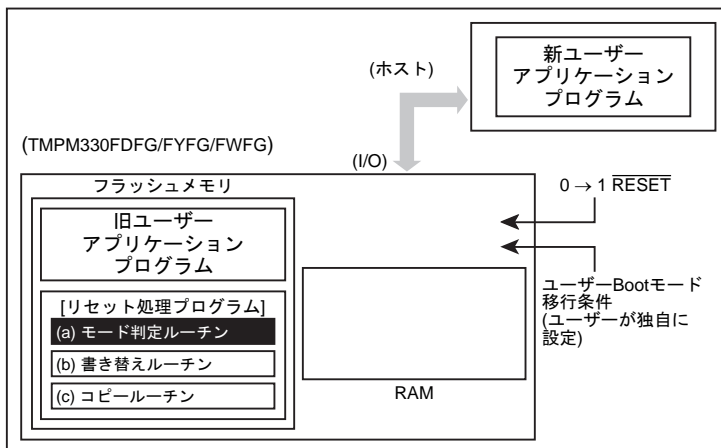 新ユーザー
アプリケーション
プログラム
(ホスト)
(TMPM330FDFG/FYFG/FWFG)
(I/O)
フラッシュメモリ
0 → 1 RESET
旧ユーザー
アプリケーション
プログラム
ユーザーBootモード
移行条件
(ユーザーが独自に
設定)
[リセット処理プログラム]
(a) モード判定ルーチン
(b) 書き替えルーチン
(c) コピールーチン
RAM